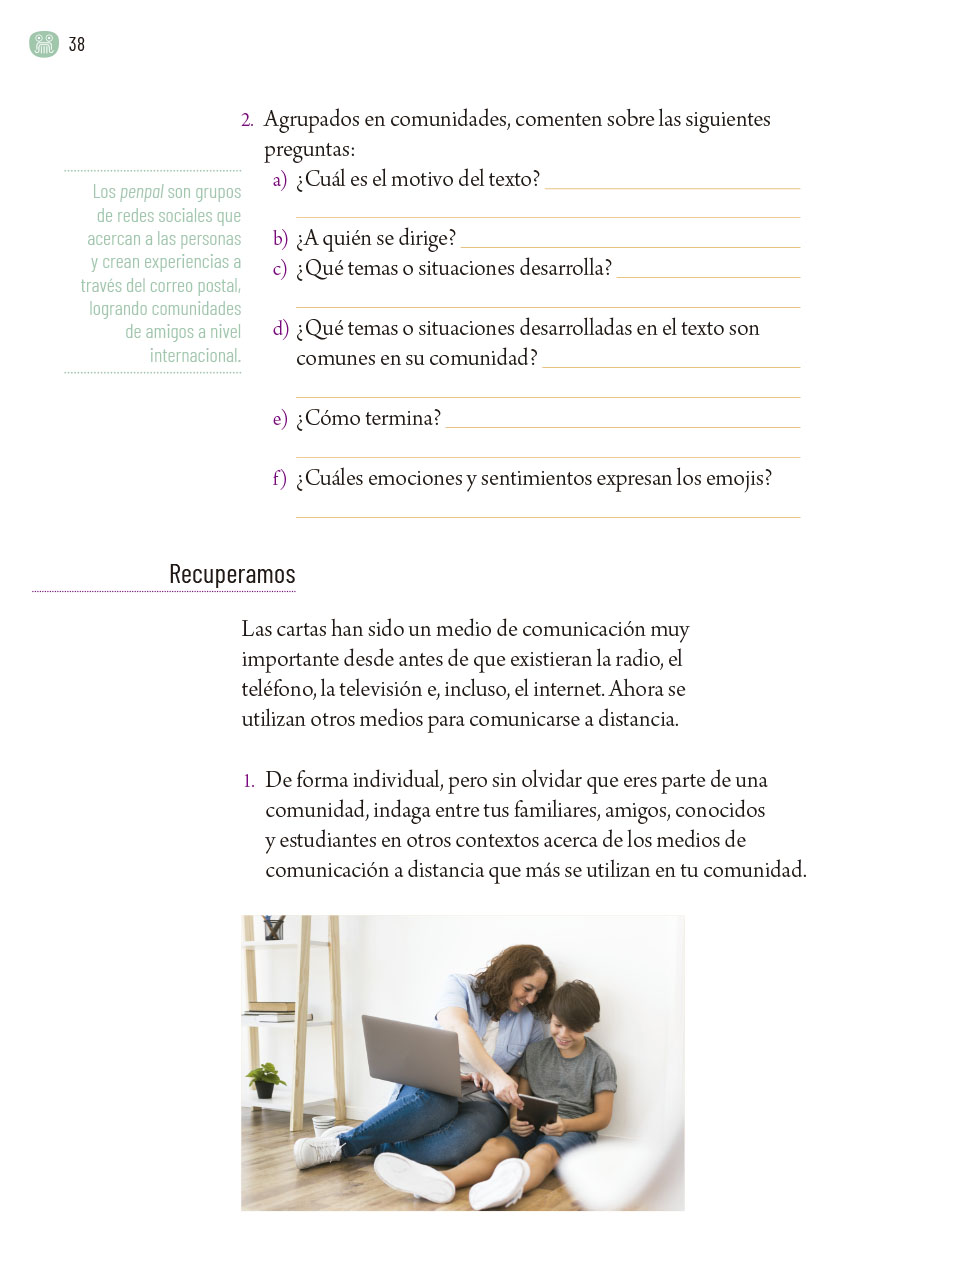 38
2. Agrupados en comunidades, comenten sobre las siguientes
preguntas:
a) ¿Cuál es el motivo del texto?
b) ¿A quién se dirige?
c) ¿Qué temas o situaciones desarrolla?
d) ¿Qué temas o situaciones desarrolladas en el texto son
comunes en su comunidad?
e) ¿Cómo termina?
f) ¿Cuáles emociones y sentimientos expresan los emojis?
Los penpal son grupos
de redes sociales que
acercan a las personas
y crean experiencias a
través del correo postal,
logrando comunidades
de amigos a nivel
internacional.
Recuperamos
Las cartas han sido un medio de comunicación muy
importante desde antes de que existieran la radio, el
teléfono, la televisión e, incluso, el internet. Ahora se
utilizan otros medios para comunicarse a distancia.
1. De forma individual, pero sin olvidar que eres parte de una
comunidad, indaga entre tus familiares, amigos, conocidos
y estudiantes en otros contextos acerca de los medios de
comunicación a distancia que más se utilizan en tu comunidad.